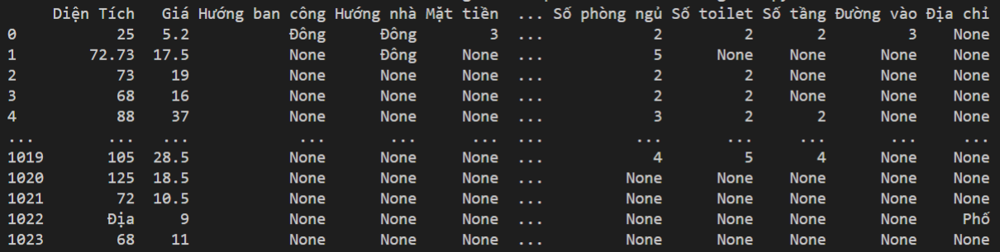 Diện Tích Giá Hướng ban công Hướng nhà Mặt tiền ... Số phòng ngủ Số toilet Số tầng Đường vào Địa chỉ
0 25 5.2 Đông Đông 3 ... 2 2 2 3 None
1 72.73 17.5 None Đông None ... 5 None None None None
2 73 19 None None None ... 2 2 None None None
3 68 16 None None None ... 2 2 None None None
4 88 37 None None None ... 3 2 2 None None
... ... ... ... ... ... ... ... ... ... ... ...
1019 105 28.5 None None None ... 4 5 4 None None
1020 125 18.5 None None None ... None None None None None
1021 72 10.5 None None None ... None None None None None
1022 Địa 9 None None None ... None None None None Phố
1023 68 11 None None None ... None None None None None